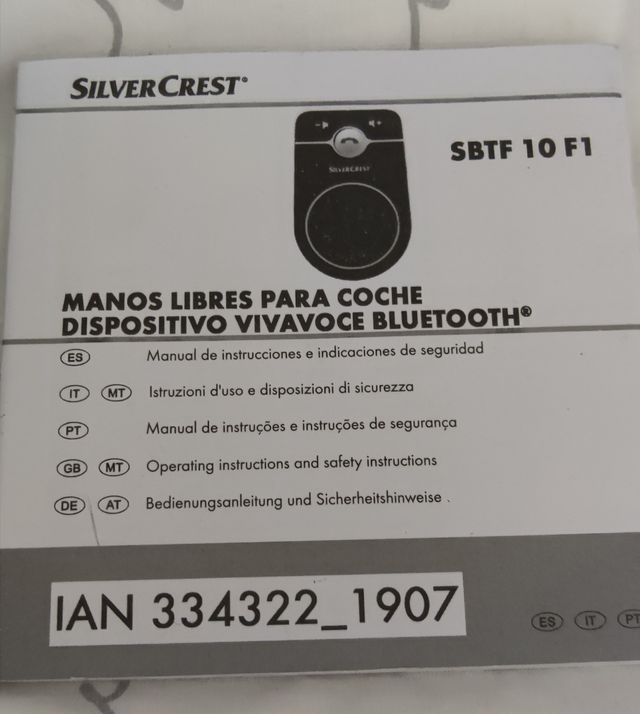 SILVERCREST®
SBTF 10 F1
SILVERCREST
MANOS LIBRES PARA COCHE
DISPOSITIVO VIVAVOCE BLUETOOTH®
ES Manual de instrucciones e indicaciones de seguridad
IT MT Istruzioni d'uso e disposizioni di sicurezza
PT Manual de instruções e instruções de segurança
GB MT Operating instructions and safety instructions
DE AT Bedienungsanleitung und Sicherheitshinweise
IAN 334322_1907
ES IT PT